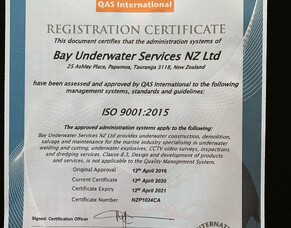 QAS International
REGISTRATION CERTIFICATE
This document certifies that the administration systems of
Bay Underwater Services NZ Ltd
25 Ashley Place, Papamoa, Tauranga 3118, New Zealand
have been assessed and approved by QAS International to the following
management systems, standards and guidelines:
ISO 9001:2015
The approved administration systems apply to the following:
Bay Underwater Services NZ Ltd provides underwater construction, demolition,
salvage and maintenance for the marine industry specialising in underwater
welding and cutting, underwater explosives, CCTV video surveys, inspections
and dredging services. Clause 8.3, Design and development of products
and services, is not applicable to the Quality Management System.
Original Approval 12th April 2016
Current Certificate 12th April 2020
Certificate Expiry 12th April 2021
Certificate Number NZP1024CA
Signed: Certification Officer